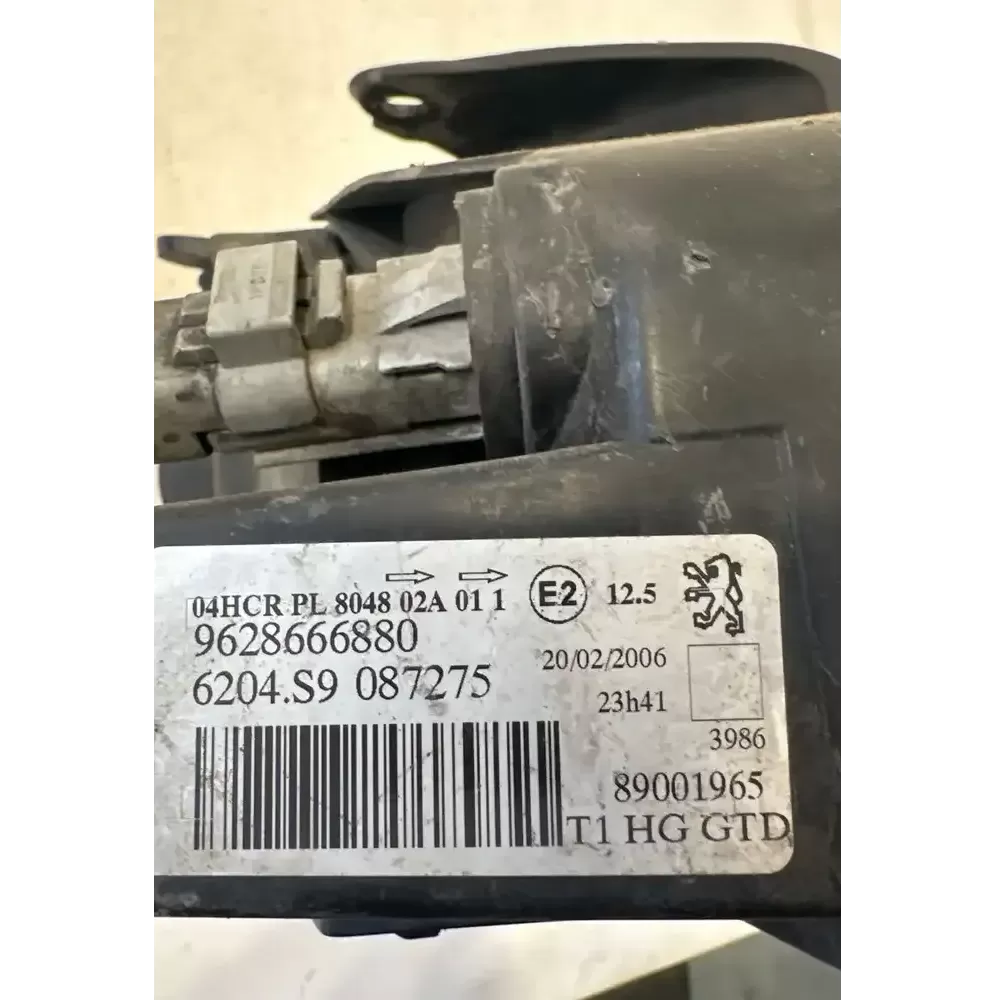 04HCR PL 8048 02A 01 1 E2 12.5
9628666880
20/02/2006
6204.S9 087275
23h41
3986
89001965
T1 HG GTD